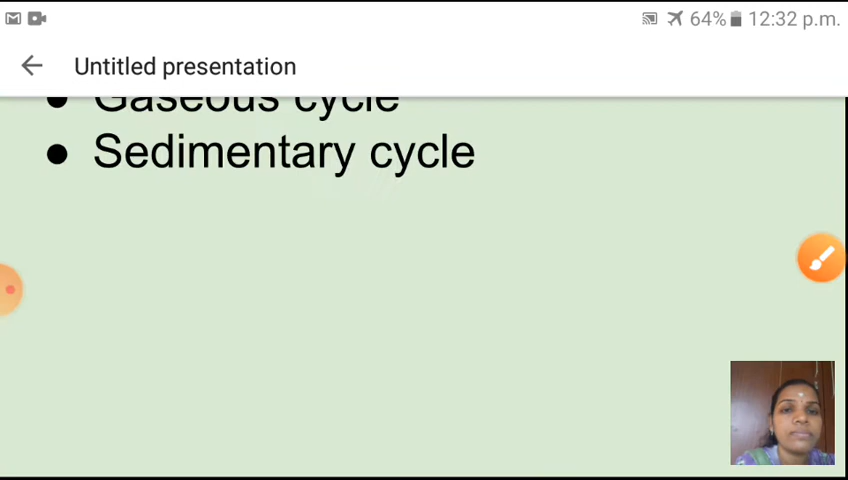 64% 12:32 p.m.
Untitled presentation
● Gaseous cycle
● Sedimentary cycle